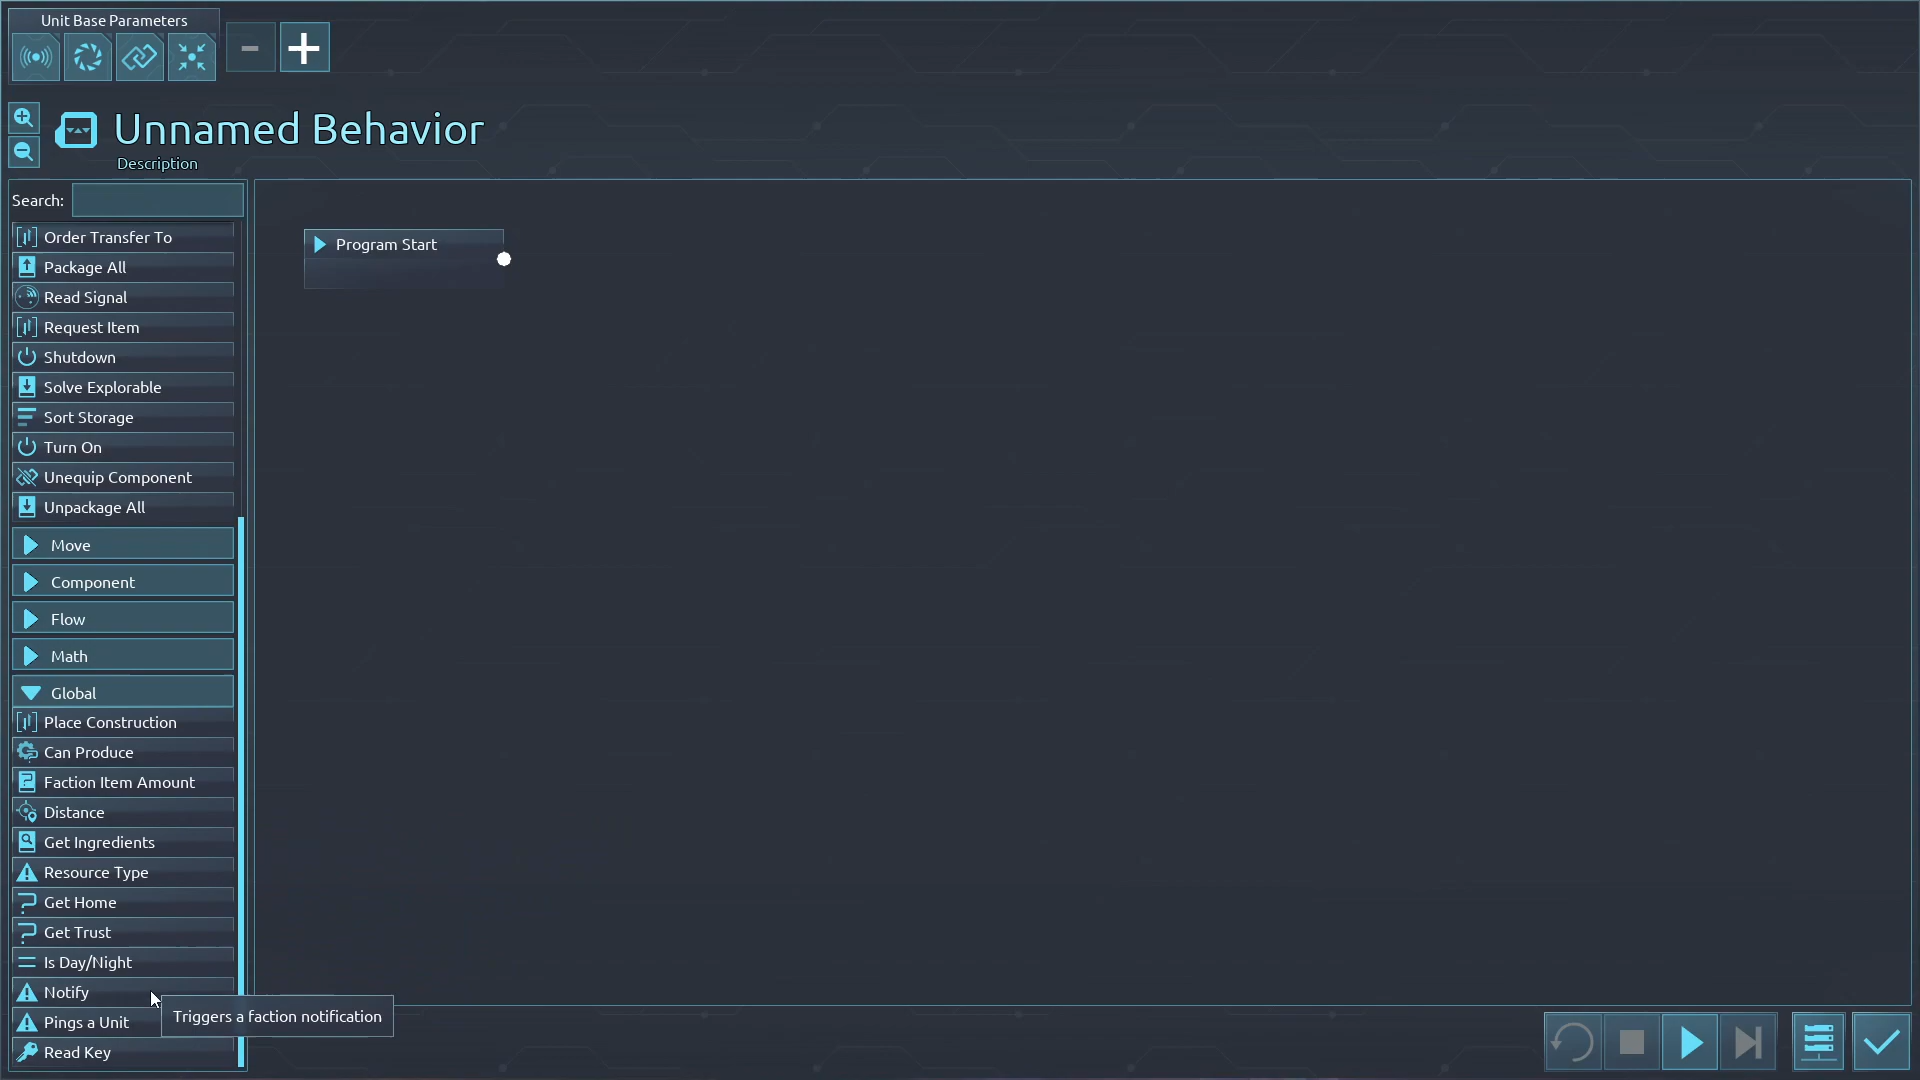 Unit Base Parameters
Unnamed Behavior
Description
Search:
Order Transfer To
Package All
Read Signal
Request Item
Shutdown
Solve Explorable
Sort Storage
Turn On
Unequip Component
Unpackage All
Move
Component
Flow
Math
Global
Place Construction
Can Produce
Faction Item Amount
Distance
Get Ingredients
Resource Type
Get Home
Get Trust
Is Day/Night
Notify
Pings a Unit
Read Key
Triggers a faction notification
Program Start